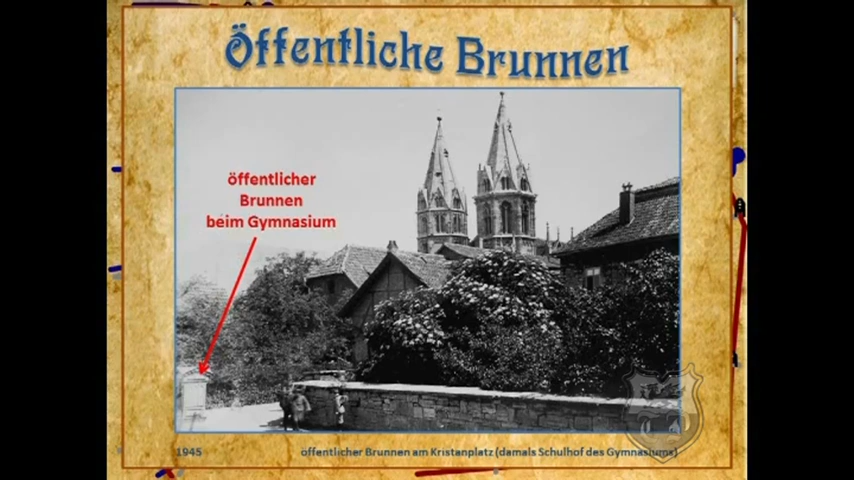 Öffentliche Brunnen
öffentlicher
Brunnen
beim Gymnasium
1945
öffentlicher Brunnen am Kristanplatz (damals Schulhof des Gymnasiums)